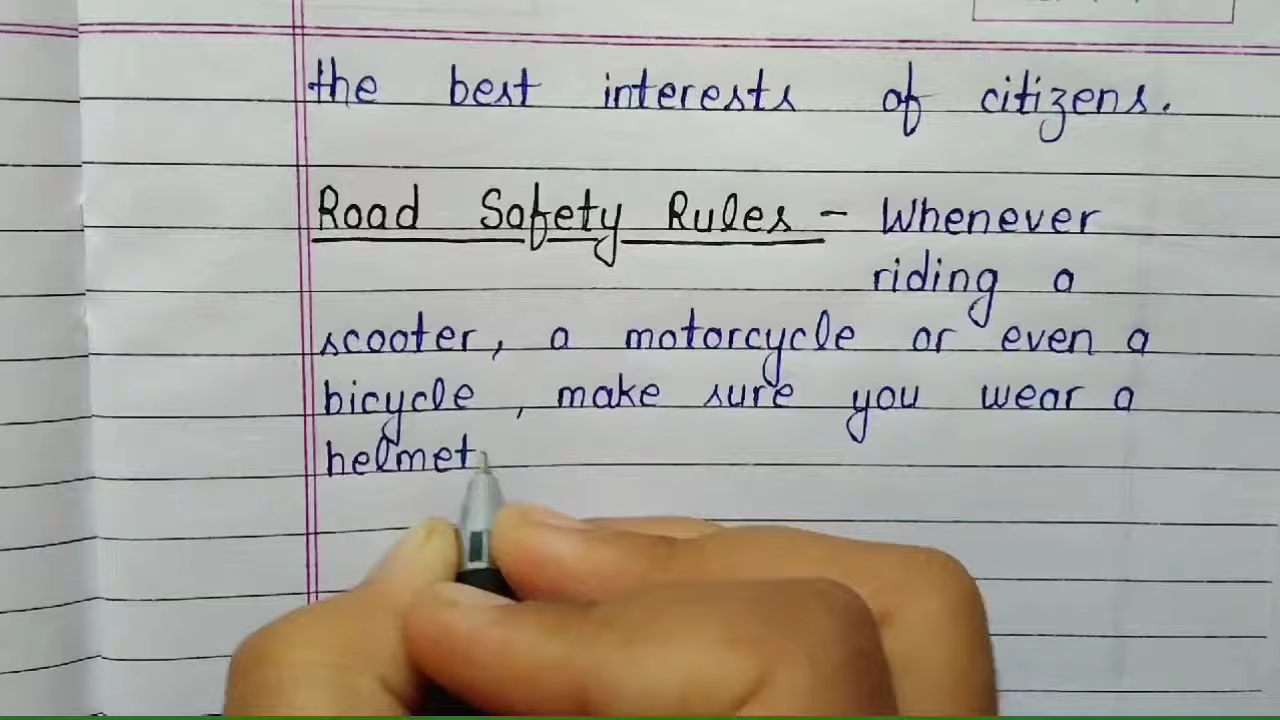 the best interests of citizens.
Road Safety Rules - Whenever
riding a
scooter, a motorcycle or even a
bicycle, make sure you wear a
helmet